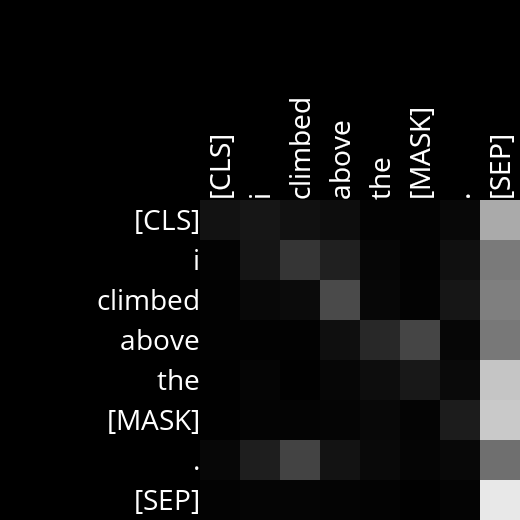 [CLS]
i
climbed
above
the
[MASK]
.
[SEP]
[CLS]
i
climbed
above
the
[MASK]
.
[SEP]